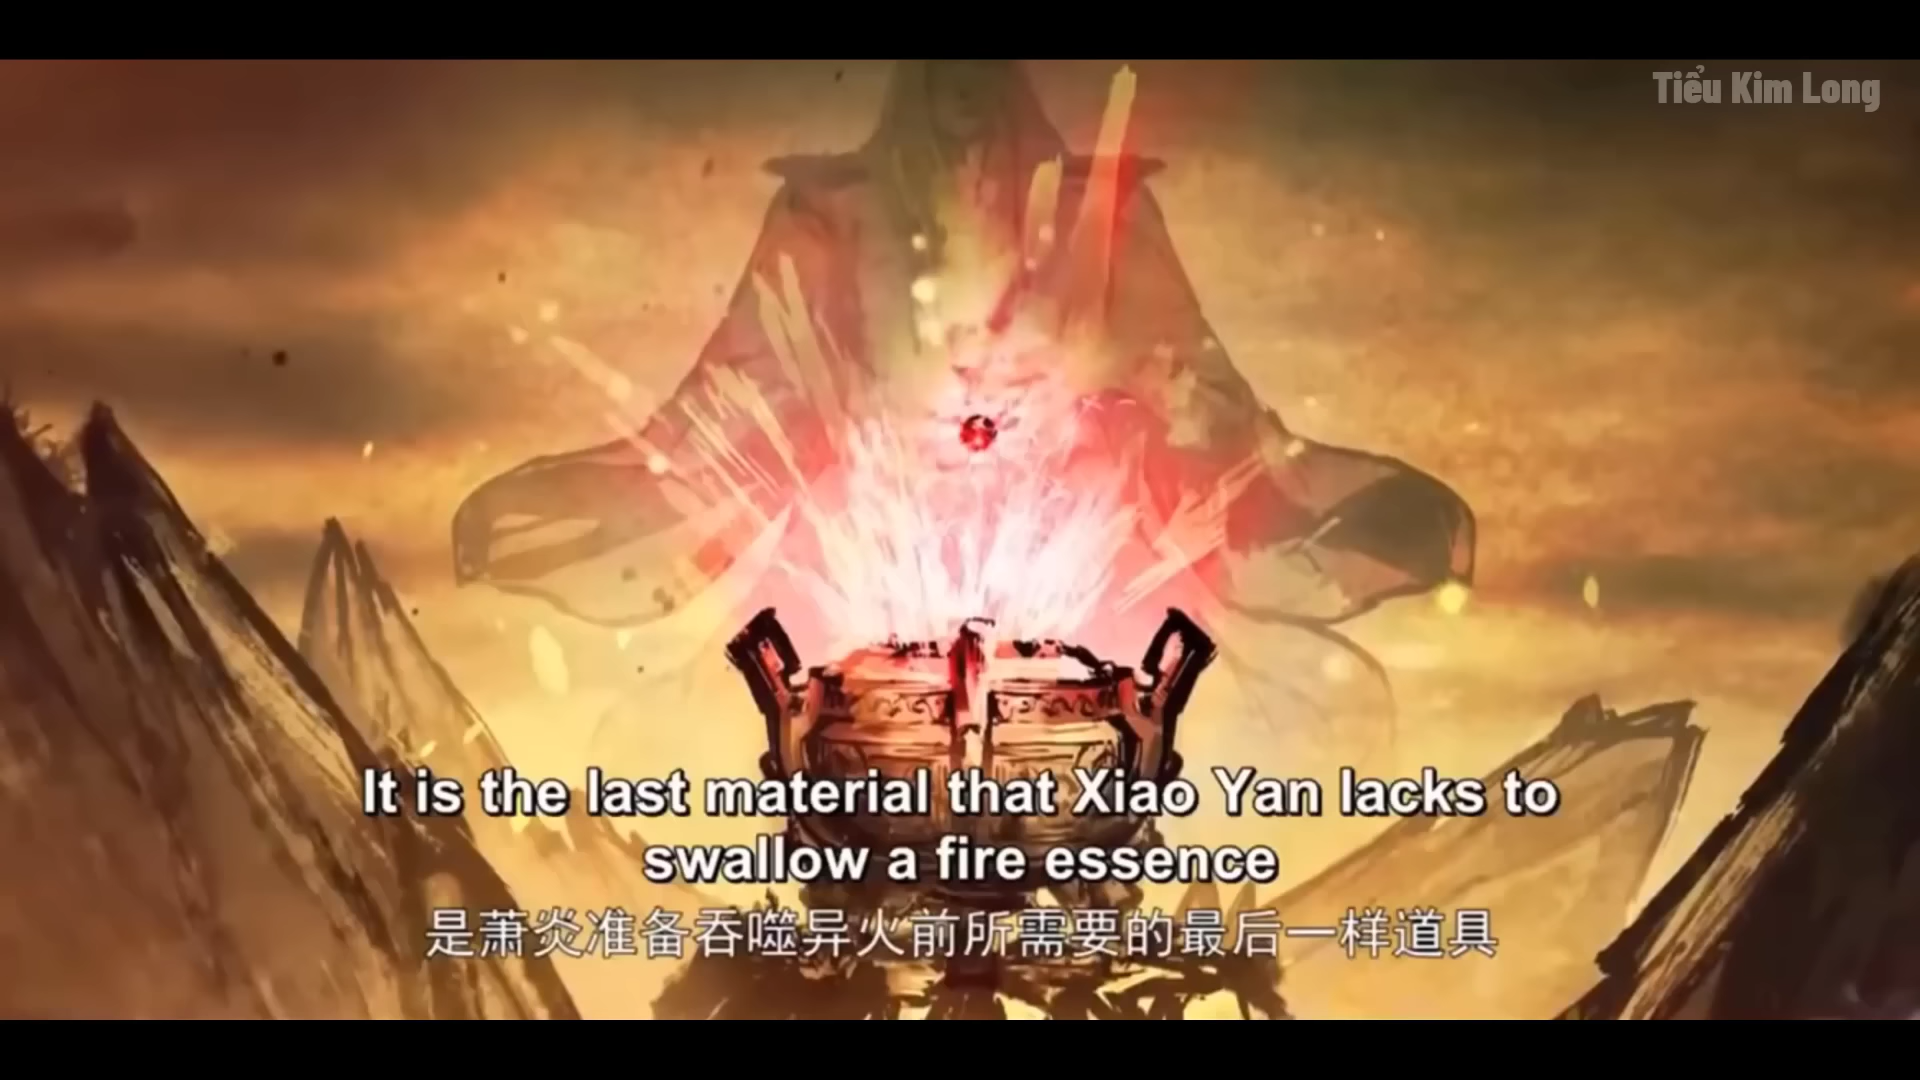 Tiểu Kim Long
It is the last material that Xiao Yan lacks to
swallow a fire essence
是萧炎准备吞噬异火前所需要的最后一样道具